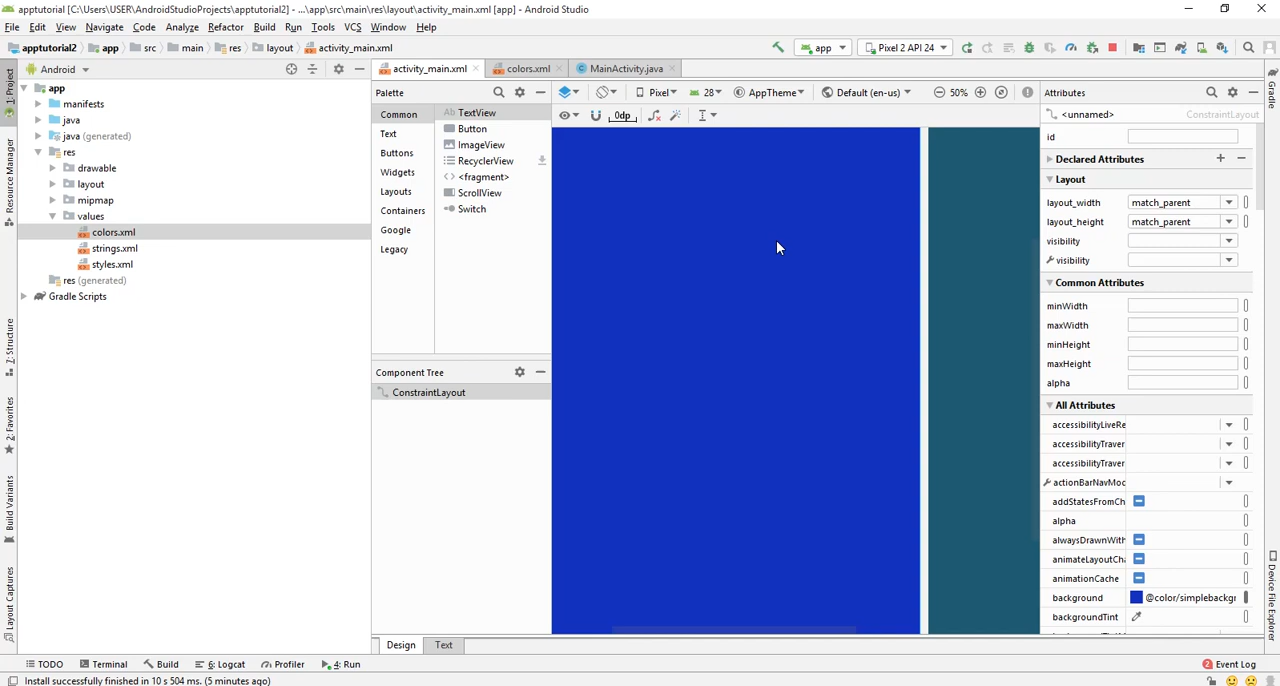 apptutorial [C:\Users\USER\AndroidStudioProjects\apptutorial2] - ...\app\src\main\res\layout\activity_main.xml [app] - Android Studio
File Edit View Navigate Code Analyze Refactor Build Run Tools VCS Window Help
apptutorial2 app src main res layout activity_main.xml
app Pixel 2 API 24
1: Project
Resource Manager
7: Structure
2: Favorites
Build Variants
Layout Captures
Android
app
manifests
java
java (generated)
res
drawable
layout
mipmap
values
colors.xml
strings.xml
styles.xml
res (generated)
Gradle Scripts
activity_main.xml colors.xml MainActivity.java
Palette
Common
Text
Buttons
Widgets
Layouts
Containers
Google
Legacy
Ab TextView
Button
ImageView
RecyclerView
<fragment>
ScrollView
Switch
Component Tree
ConstraintLayout
Pixel 28 AppTheme Default (en-us) 50%
0dp
Design Text
Attributes
<unnamed> ConstraintLayout
id
Declared Attributes
Layout
layout_width match_parent
layout_height match_parent
visibility
visibility
Common Attributes
minWidth
maxWidth
minHeight
maxHeight
alpha
All Attributes
accessibilityLiveRe
accessibilityTraver
accessibilityTraver
actionBarNavMod
addStatesFromCh
alpha
alwaysDrawnWith
animateLayoutCha
animationCache
background @color/simplebackgr
backgroundTint
Gradle
Device File Explorer
TODO Terminal Build 6: Logcat Profiler 4: Run 2 Event Log
Install successfully finished in 10 s 504 ms. (5 minutes ago)